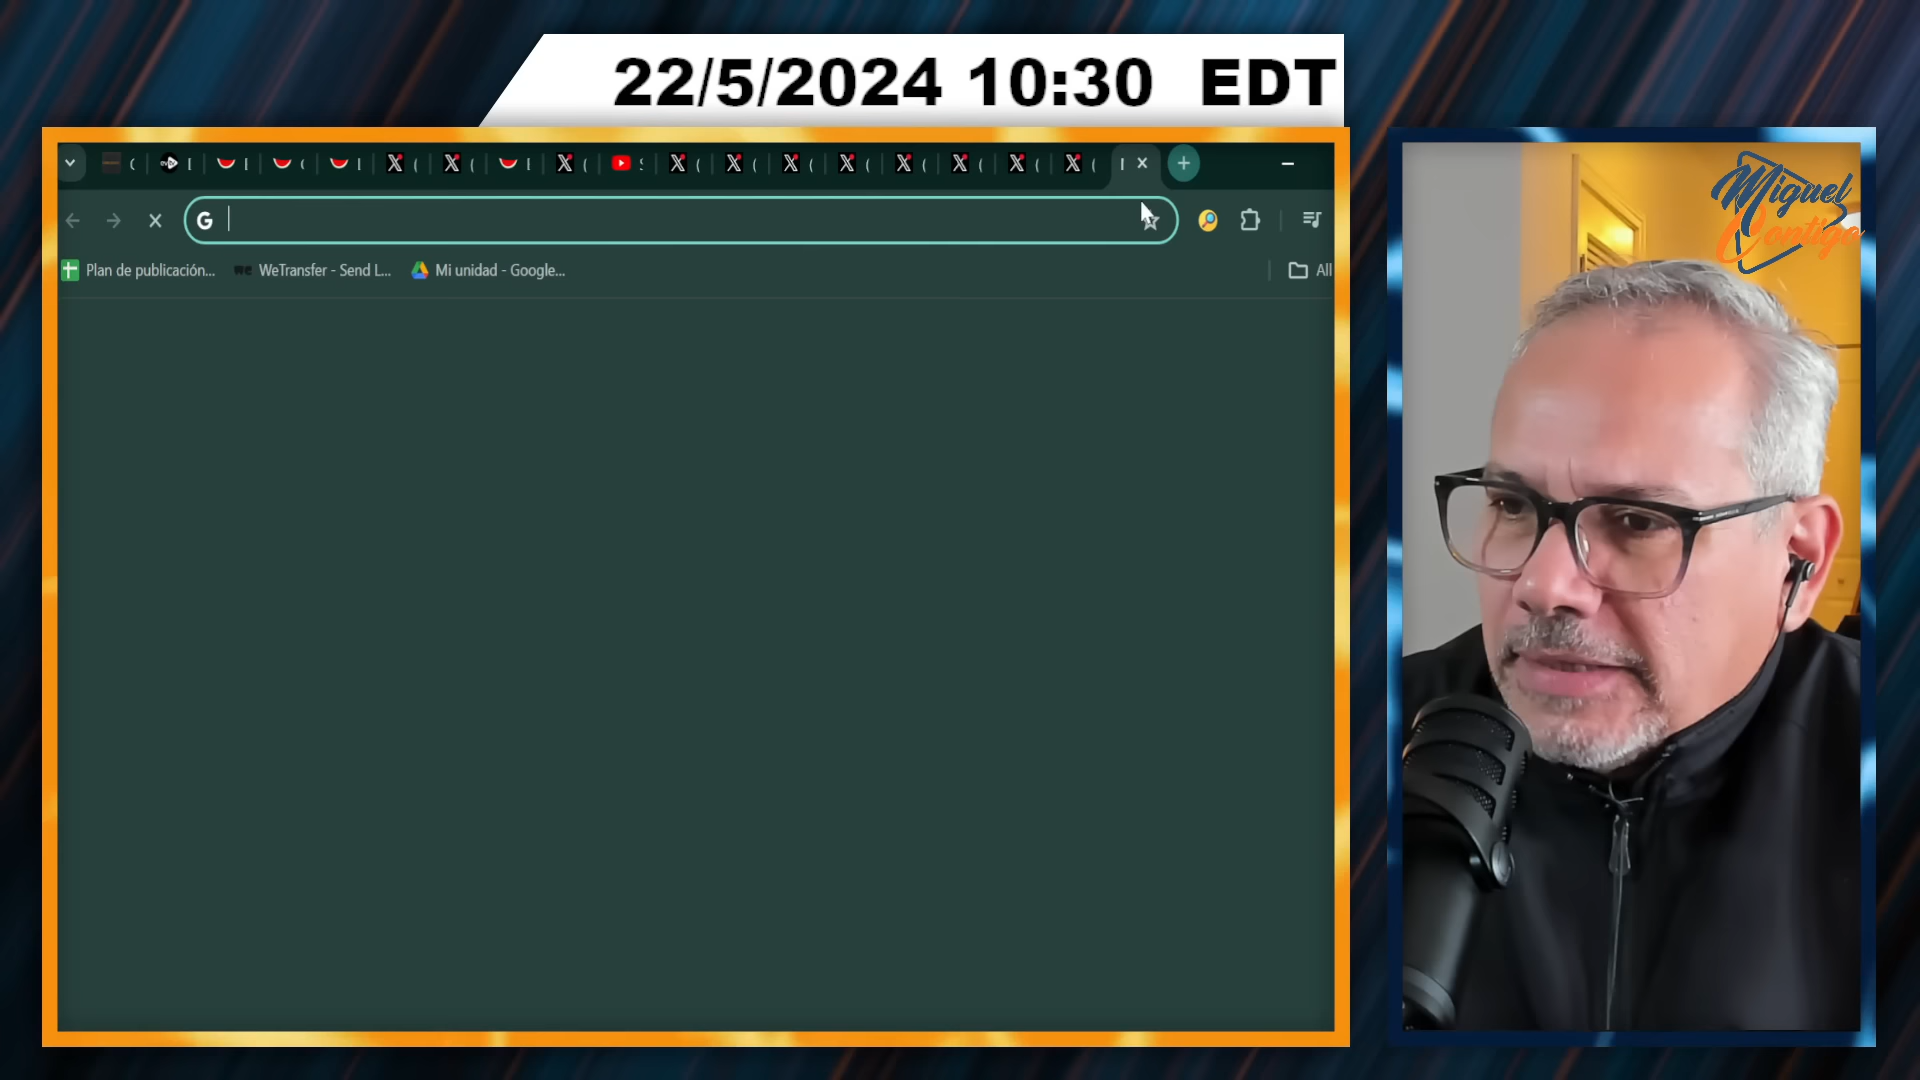 22/5/2024 10:30 EDT
Plan de publicación... WeTransfer - Send L... Mi unidad - Google... All
Miguel
Contigo